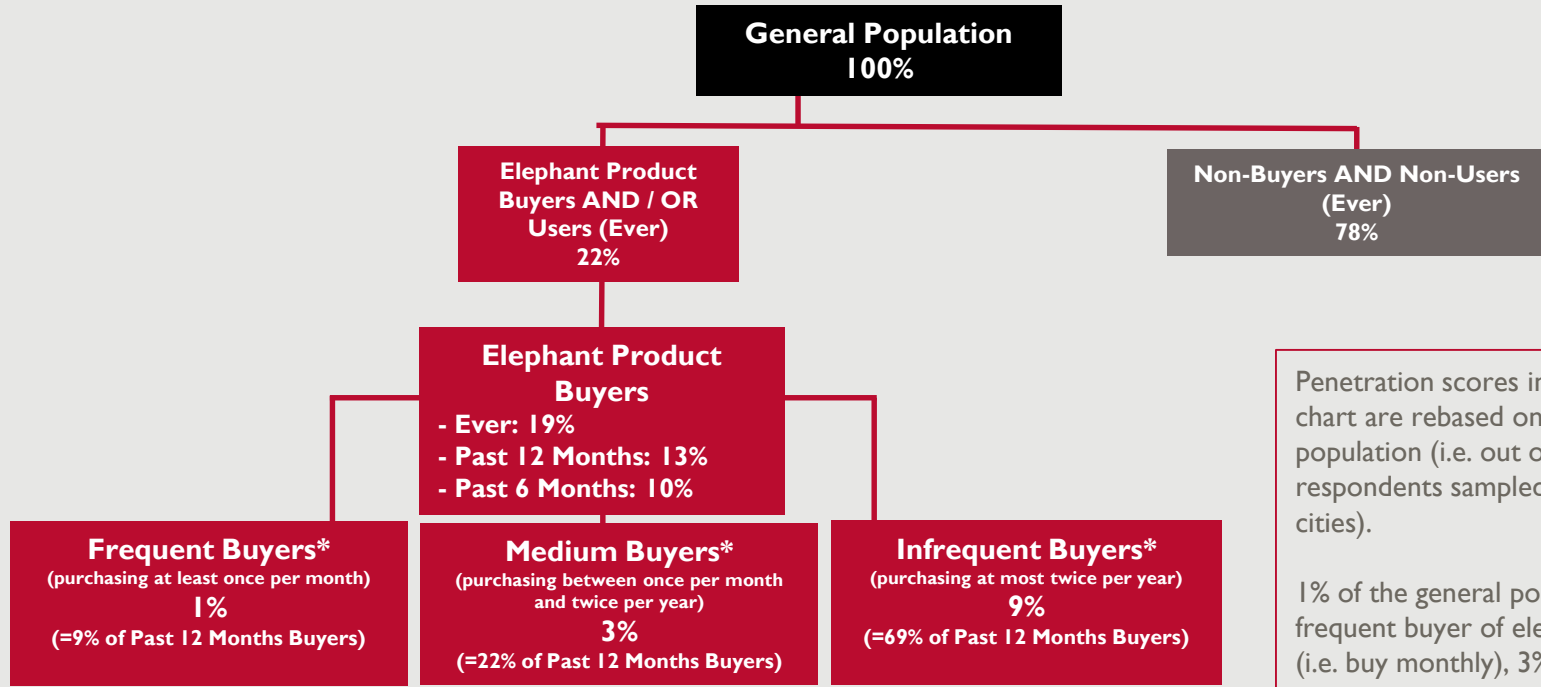 General Population
100%
Elephant Product
Buyers AND / OR
Users (Ever)
22%
Non-Buyers AND Non-Users
(Ever)
78%
Elephant Product
Buyers
- Ever: 19%
- Past 12 Months: 13%
- Past 6 Months: 10%
Frequent Buyers*
(purchasing at least once per month)
1%
(=9% of Past 12 Months Buyers)
Medium Buyers*
(purchasing between once per month
and twice per year)
3%
(=22% of Past 12 Months Buyers)
Infrequent Buyers*
(purchasing at most twice per year)
9%
(=69% of Past 12 Months Buyers)
Penetration scores
chart are rebased on
population (i.e. out
respondents sampled
cities).
1% of the general
frequent buyer of
(i.e. buy monthly), 3%